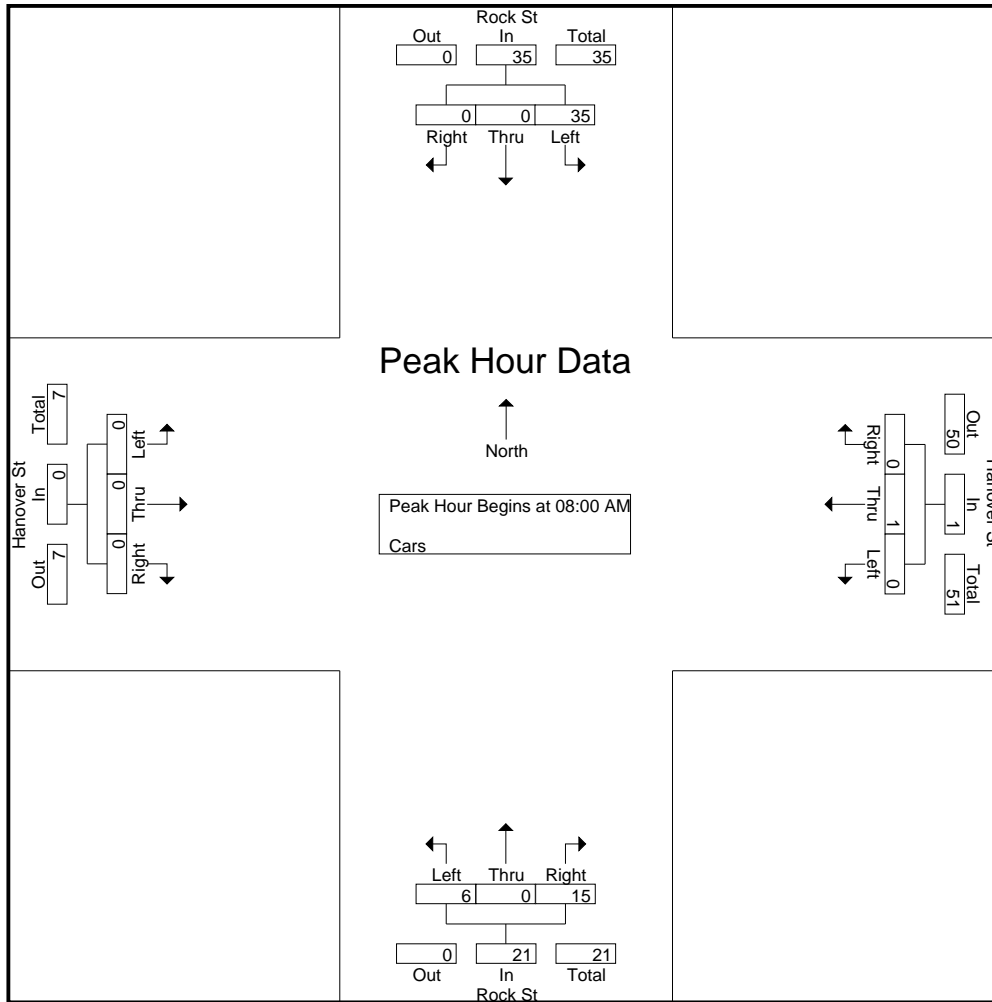 Rock St
Out In Total
0 35 35
0 0 35
Right Thru Left
Peak Hour Data
North
Peak Hour Begins at 08:00 AM
Cars
Hanover St
Total In Out
7 0 7
0 0 0
Left Thru Right
Right Thru Left
0 1 0
Out In Total
50 1 51
Hanover St
Left Thru Right
6 0 15
0 21 21
Out In Total
Rock St